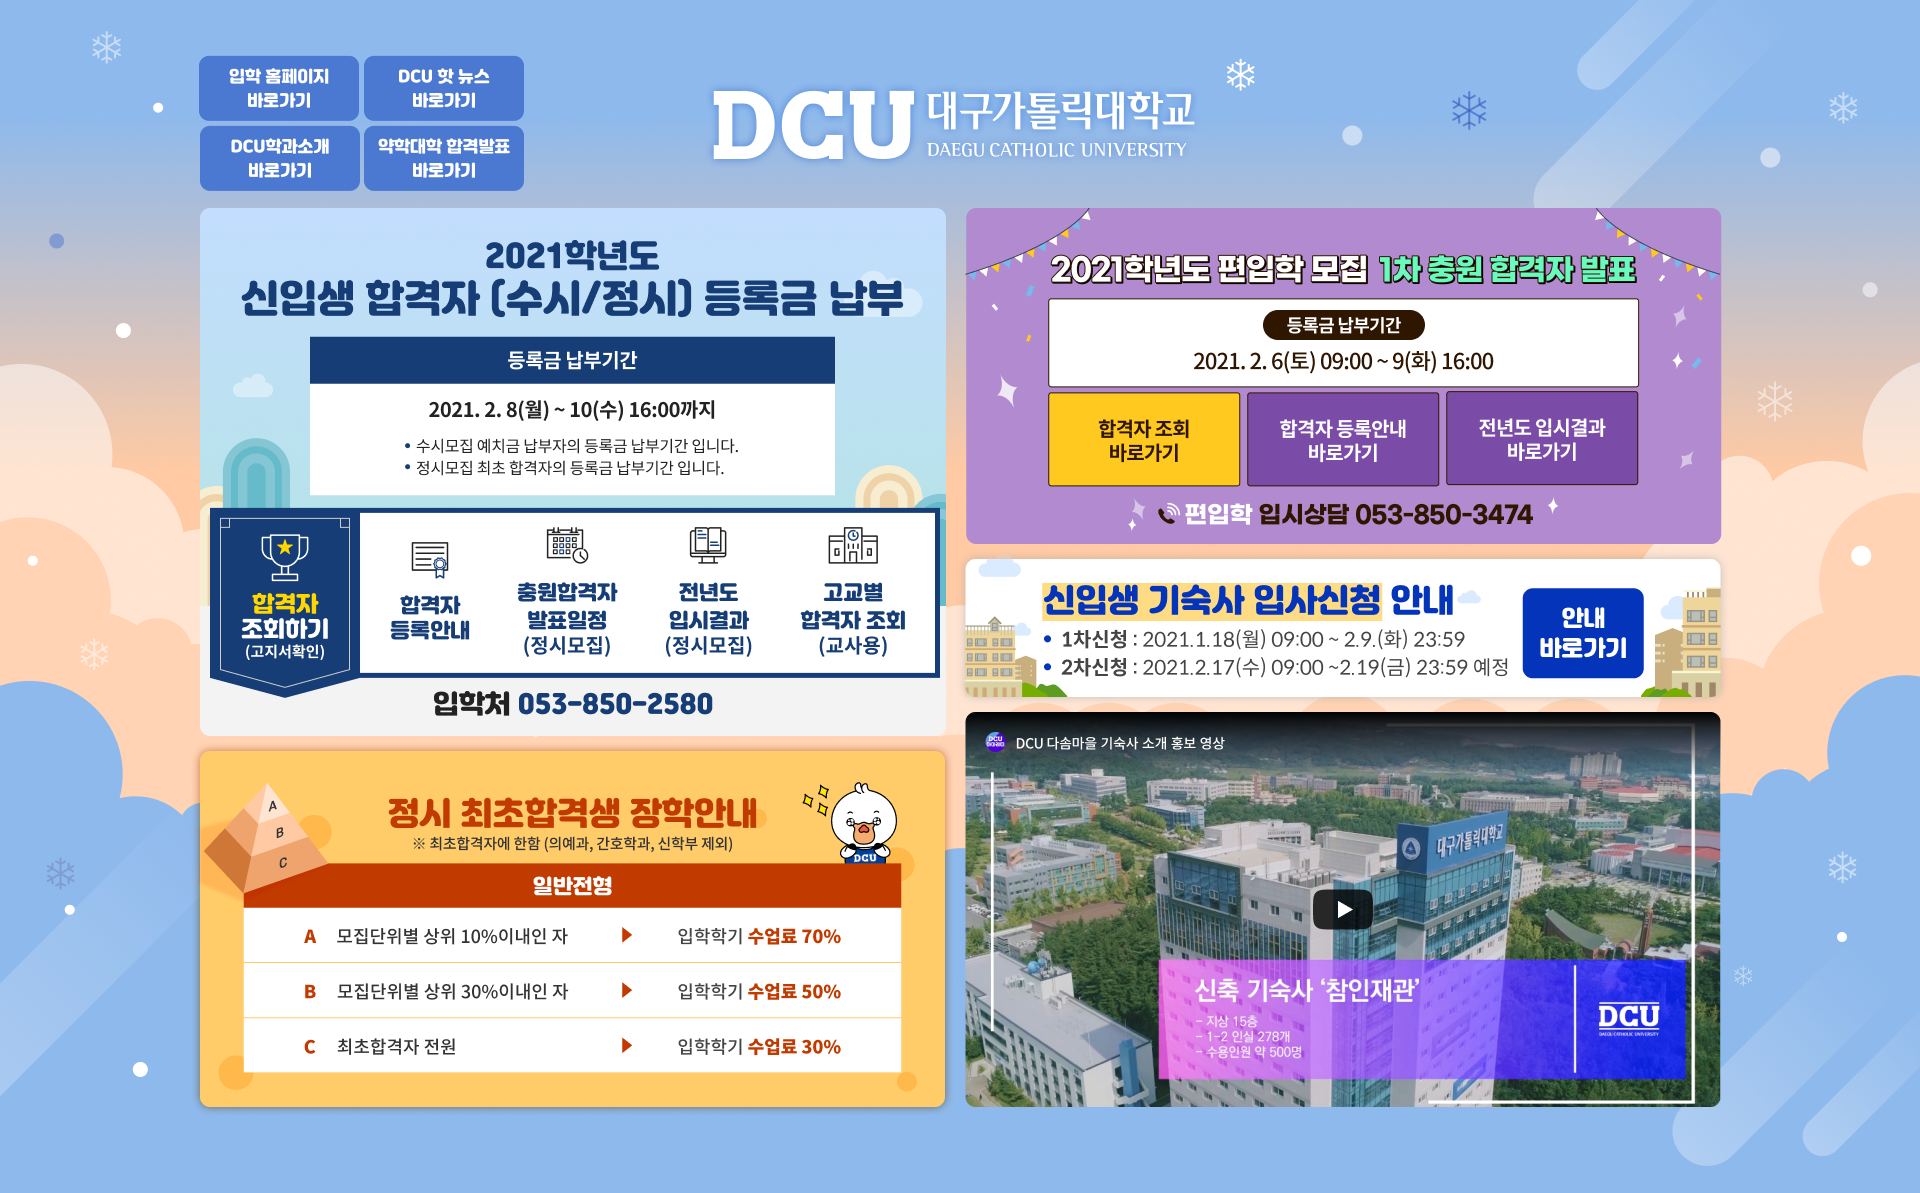 입학 홈페이지
바로가기
DCU 핫 뉴스
바로가기
DCU학과소개
바로가기
약학대학 합격발표
바로가기
DCU 대구가톨릭대학교
DAEGU CATHOLIC UNIVERSITY
2021학년도
신입생 합격자 (수시/정시) 등록금 납부
등록금 납부기간
2021. 2. 8(월) ~ 10(수) 16:00까지
• 수시모집 예치금 납부자의 등록금 납부기간 입니다.
• 정시모집 최초 합격자의 등록금 납부기간 입니다.
합격자
조회하기
(고지서확인)
합격자
등록안내
충원합격자
발표일정
(정시모집)
전년도
입시결과
(정시모집)
고교별
합격자 조회
(교사용)
입학처 053-850-2580
2021학년도 편입학 모집 1차 충원 합격자 발표
등록금 납부기간
2021. 2. 6(토) 09:00 ~ 9(화) 16:00
합격자 조회
바로가기
합격자 등록안내
바로가기
전년도 입시결과
바로가기
편입학 입시상담 053-850-3474
신입생 기숙사 입사신청 안내
• 1차신청 : 2021.1.18(월) 09:00 ~ 2.9.(화) 23:59
• 2차신청 : 2021.2.17(수) 09:00 ~2.19(금) 23:59 예정
안내
바로가기
A
B
C
정시 최초합격생 장학안내
※ 최초합격자에 한함 (의예과, 간호학과, 신학부 제외)
DCU
일반전형
A 모집단위별 상위 10%이내인 자 ▶ 입학학기 수업료 70%
B 모집단위별 상위 30%이내인 자 ▶ 입학학기 수업료 50%
C 최초합격자 전원 ▶ 입학학기 수업료 30%
DCU
DCU 다솜마을 기숙사 소개 홍보 영상
대구가톨릭대학교
신축 기숙사 '참인재관'
- 지상 15층
- 1-2 인실 278개
- 수용인원 약 500명
DCU
DAEGU CATHOLIC UNIVERSITY